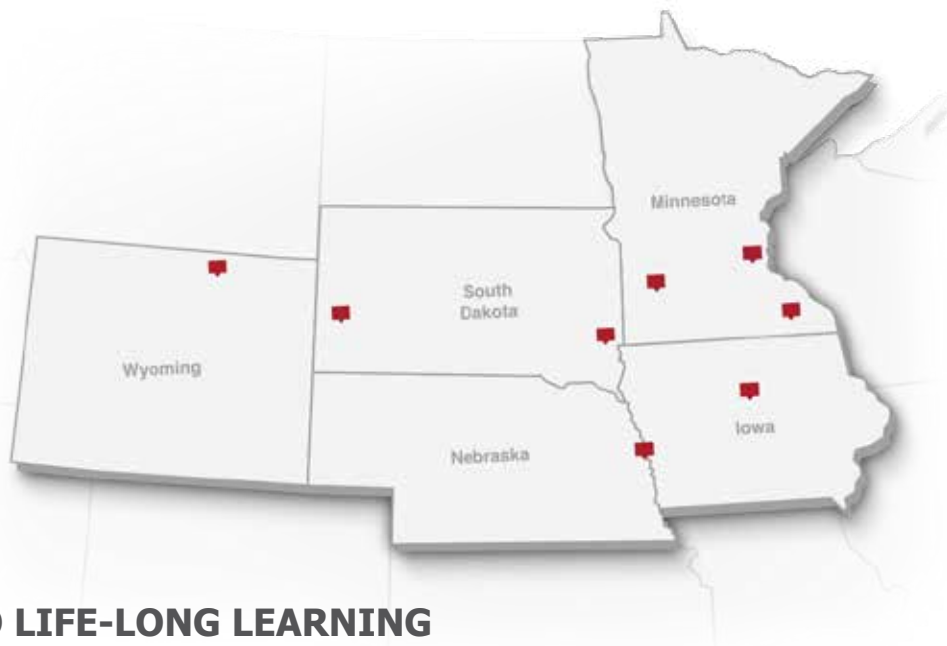 Minnesota
South
Dakota
Wyoming
Iowa
Nebraska
LIFE-LONG LEARNING